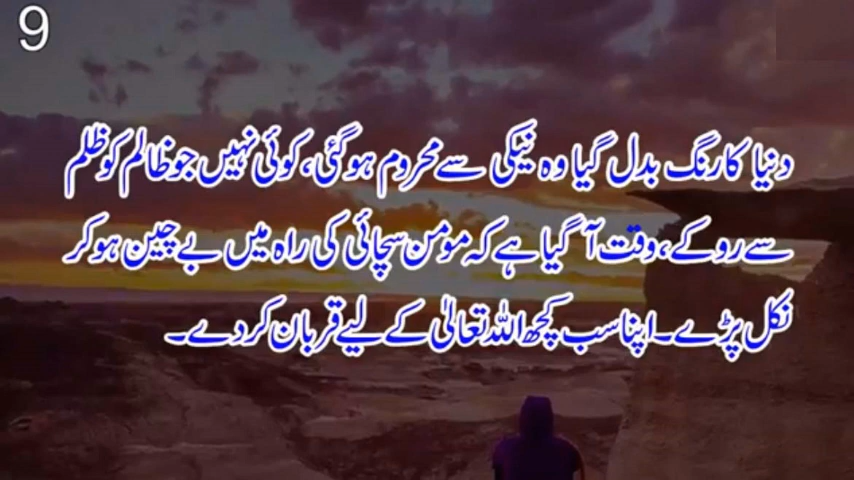 9
دنیا کا رنگ بدل گیا وہ نیکی سے محروم ہوگئی، کوئی نہیں جو ظالم کو ظلم
سے روکے، وقت آ گیا ہے کہ مومن سچائی کی راہ میں بے چین ہو کر
نکل پڑے۔ اپنا سب کچھ اللہ تعالیٰ کے لیے قربان کر دے۔